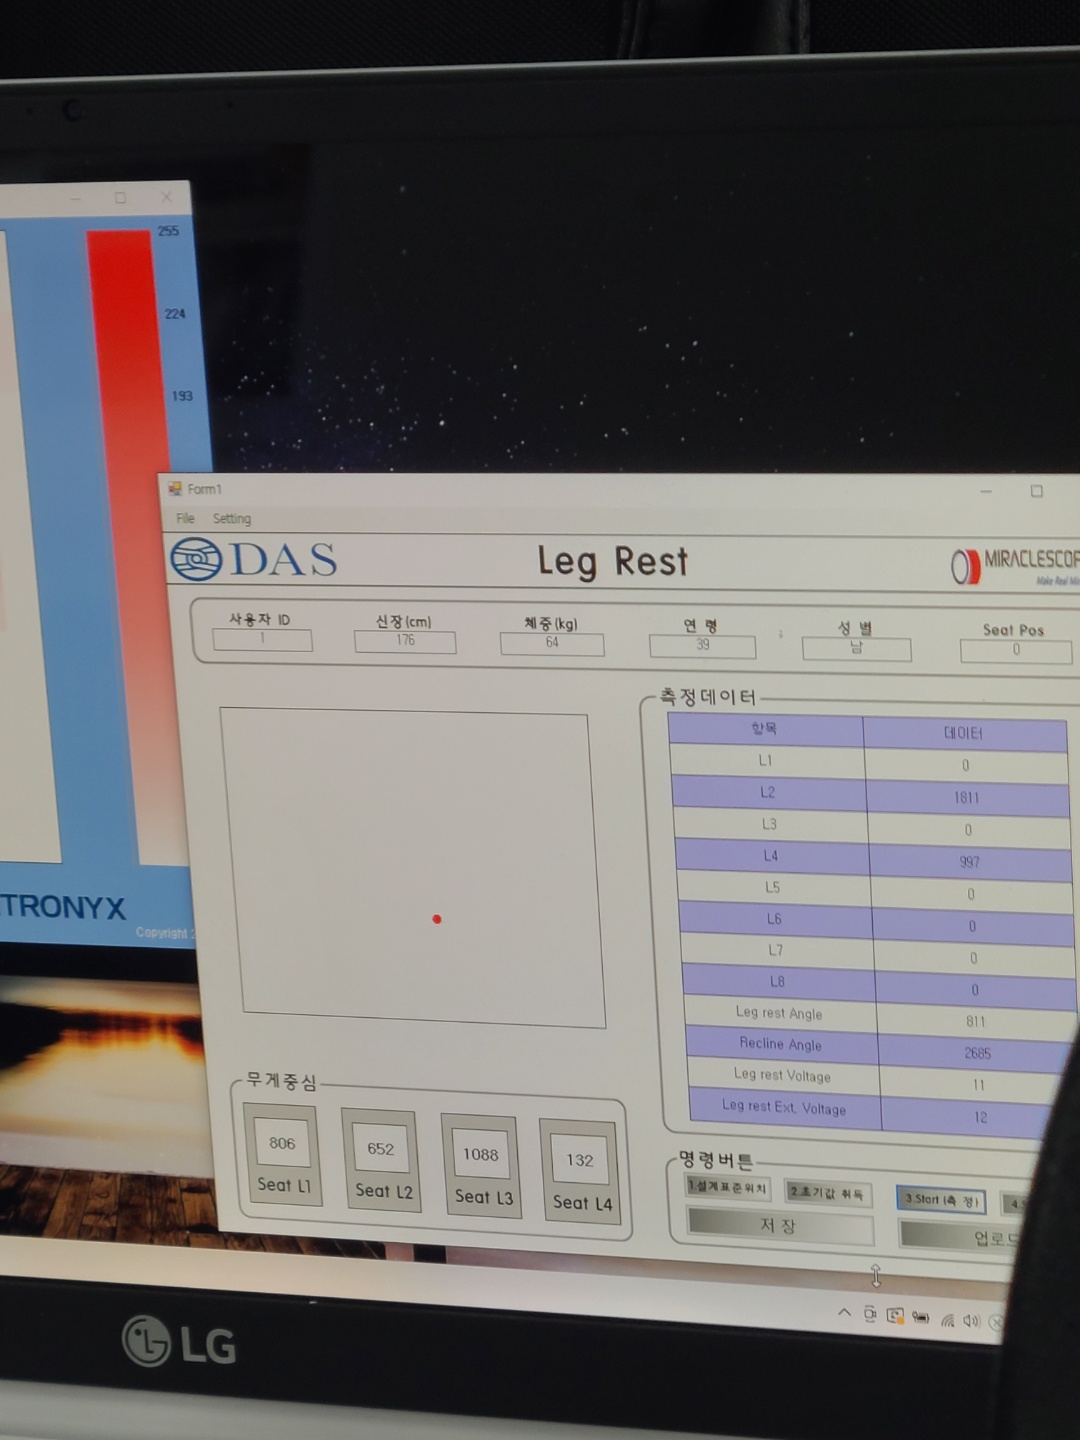 255
224
193
Form1
File Setting
DAS
Leg Rest
MIRACLESCOP
사용자 ID
신장(cm)
체중(kg)
연 령
:
성 별
Seat Pos
1
176
64
39
남
0
측정데이터
항목 데이터
L1 0
L2 1811
L3 0
L4 997
L5 0
L6 0
L7 0
L8 0
Leg rest Angle 811
Recline Angle 2685
Leg rest Voltage 11
Leg rest Ext. Voltage 12
TRONYX
Copyright
무게중심
806
652
1088
132
Seat L1
Seat L2
Seat L3
Seat L4
명령버튼
1.설계표준위치
2.초기값 취득
3.Start (측 정)
4.
저 장
업로드
LG